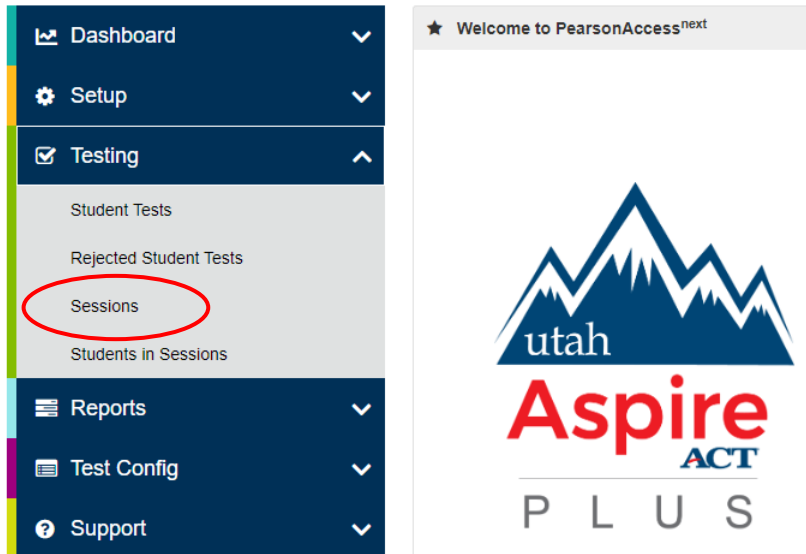 Dashboard
Setup
Testing
Student Tests
Rejected Student Tests
Sessions
Students in Sessions
Reports
Test Config
Support
Welcome to PearsonAccessnext
utah
Aspire
ACT
PLUS